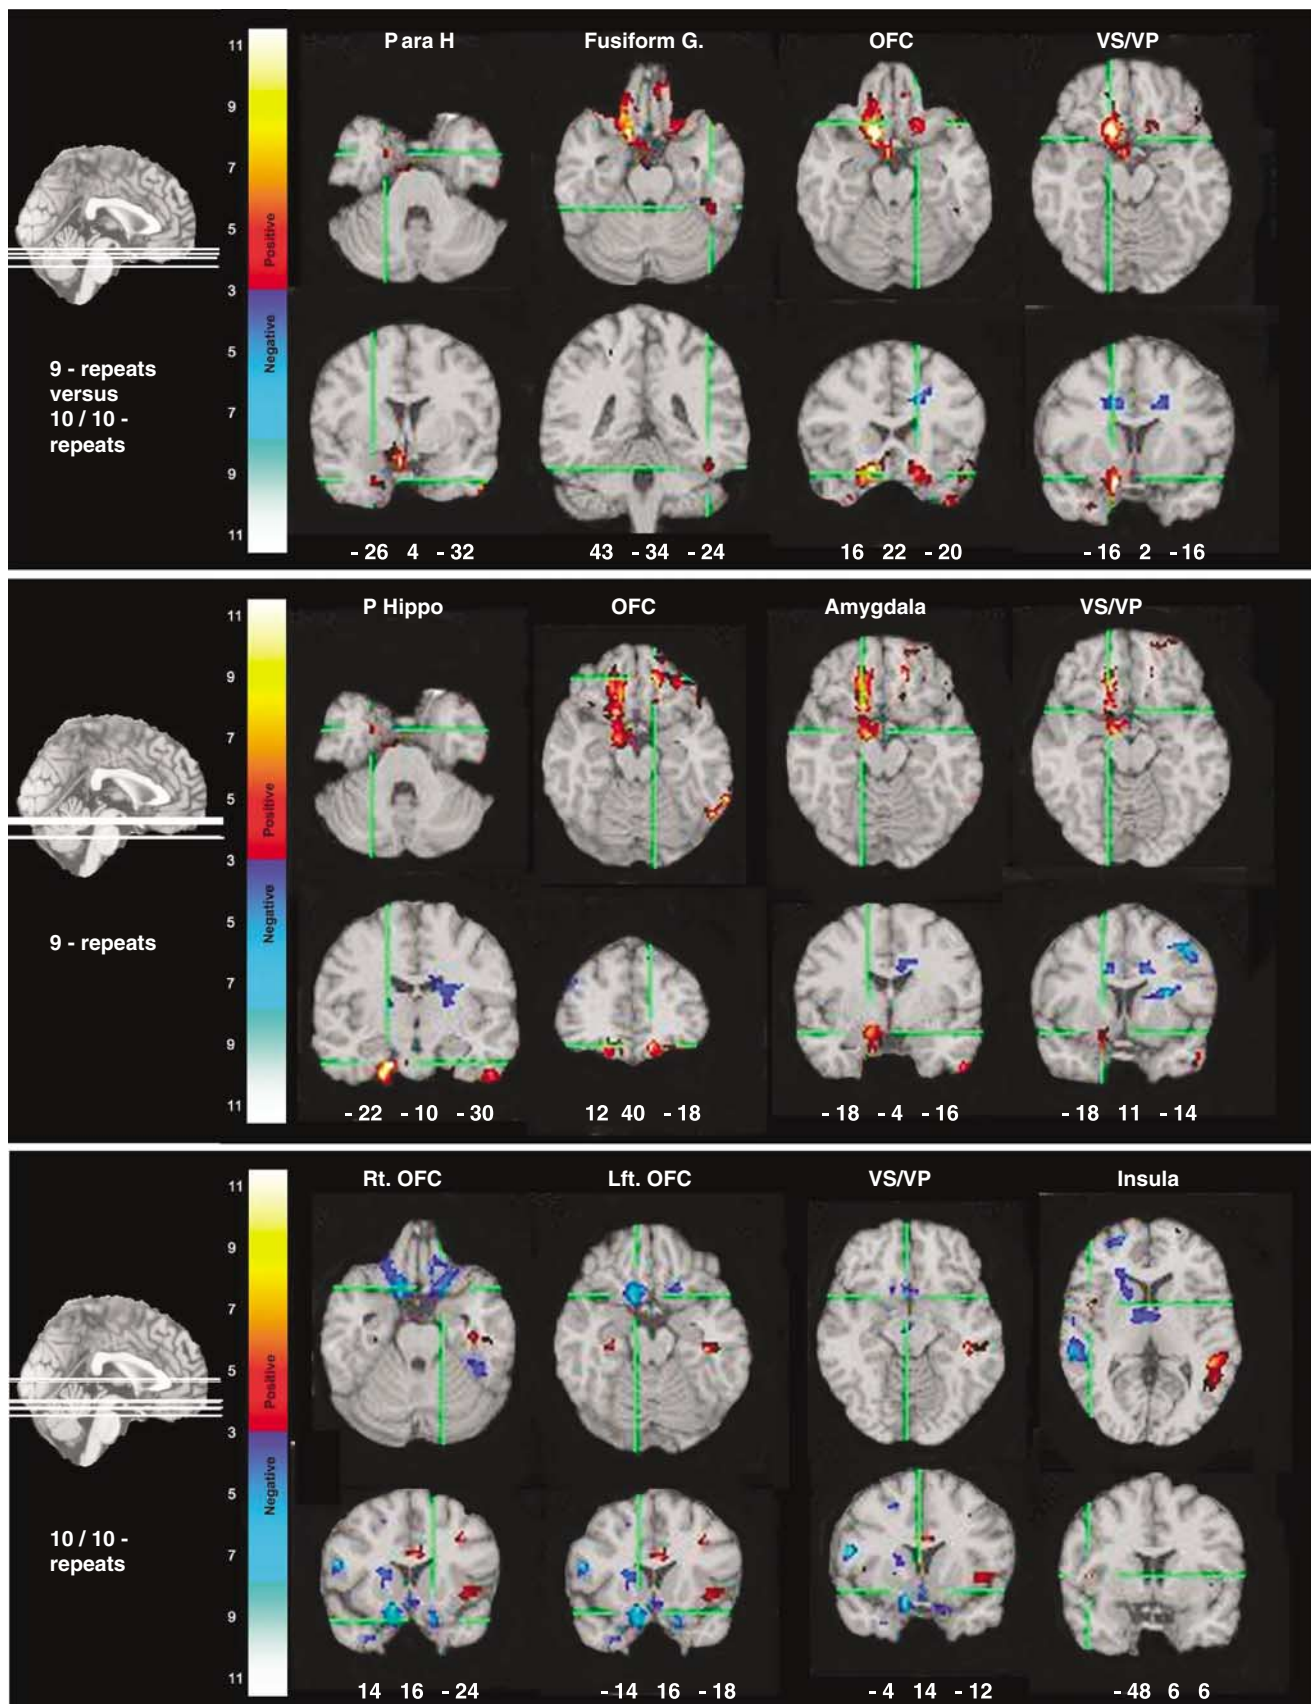 Para H Fusiform G. OFC VS/VP
11
9
7
5
3
5
7
9
11
Positive
Negative
9 - repeats
versus
10 / 10 -
repeats
- 26 4 - 32 43 - 34 - 24 16 22 - 20 - 16 2 - 16
P Hippo OFC Amygdala VS/VP
11
9
7
5
3
5
7
9
11
Positive
Negative
9 - repeats
- 22 - 10 - 30 12 40 - 18 - 18 - 4 - 16 - 18 11 - 14
Rt. OFC Lft. OFC VS/VP Insula
11
9
7
5
3
5
7
9
11
Positive
Negative
10 / 10 -
repeats
14 16 - 24 - 14 16 - 18 - 4 14 - 12 - 48 6 6